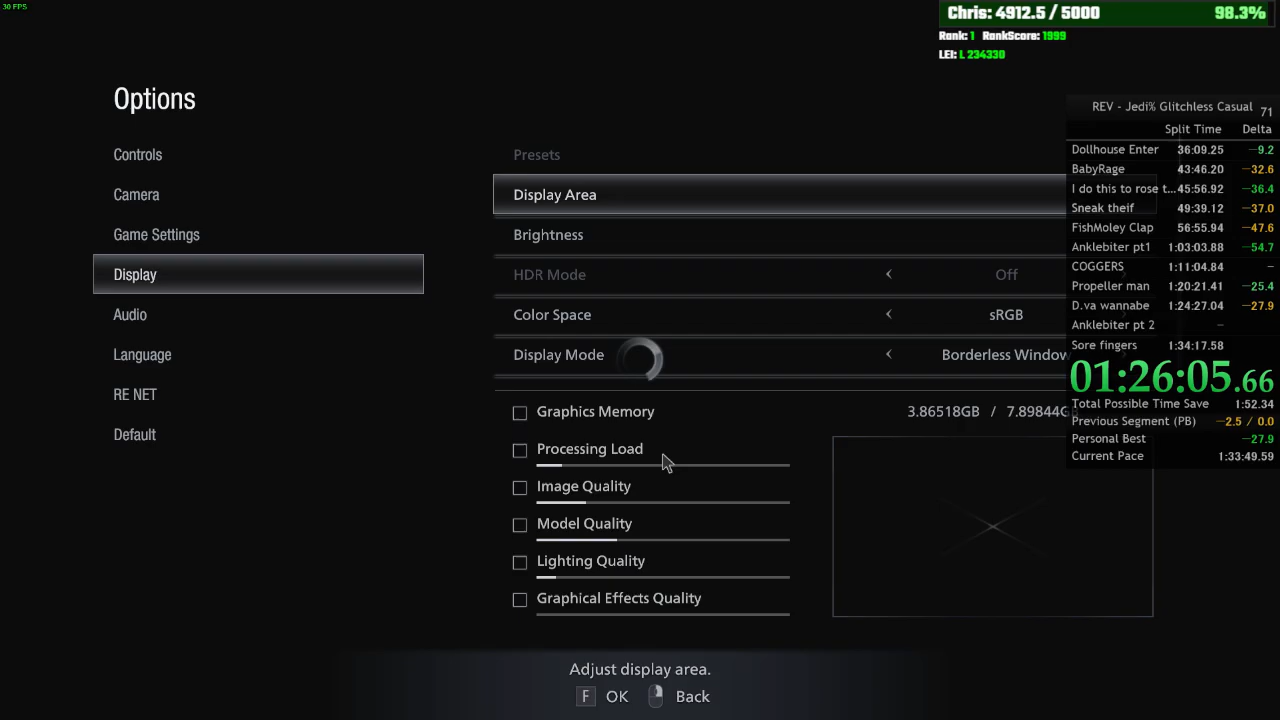 30 FPS
Chris: 4912.5 / 5000 98.3%
Rank: 1 RankScore: 1999
LEI: L 234330
Options
Controls
Camera
Game Settings
Display
Audio
Language
RE NET
Default
Presets
Display Area
Brightness
HDR Mode Off
Color Space sRGB
Display Mode Borderless Window
Graphics Memory 3.86518GB / 7.89844G
Processing Load
Image Quality
Model Quality
Lighting Quality
Graphical Effects Quality
REV - Jedi% Glitchless Casual 71
Split Time Delta
Dollhouse Enter 36:09.25 −9.2
BabyRage 43:46.20 −32.6
I do this to rose t... 45:56.92 −36.4
Sneak theif 49:39.12 −37.0
FishMoley Clap 56:55.94 −47.6
Anklebiter pt1 1:03:03.88 −54.7
COGGERS 1:11:04.84 −
Propeller man 1:20:21.41 −25.4
D.va wannabe 1:24:27.04 −27.9
Anklebiter pt 2 −
Sore fingers 1:34:17.58
01:26:05.66
Total Possible Time Save 1:52.34
Previous Segment (PB) −2.5 / 0.0
Personal Best −27.9
Current Pace 1:33:49.59
Adjust display area.
F OK Back